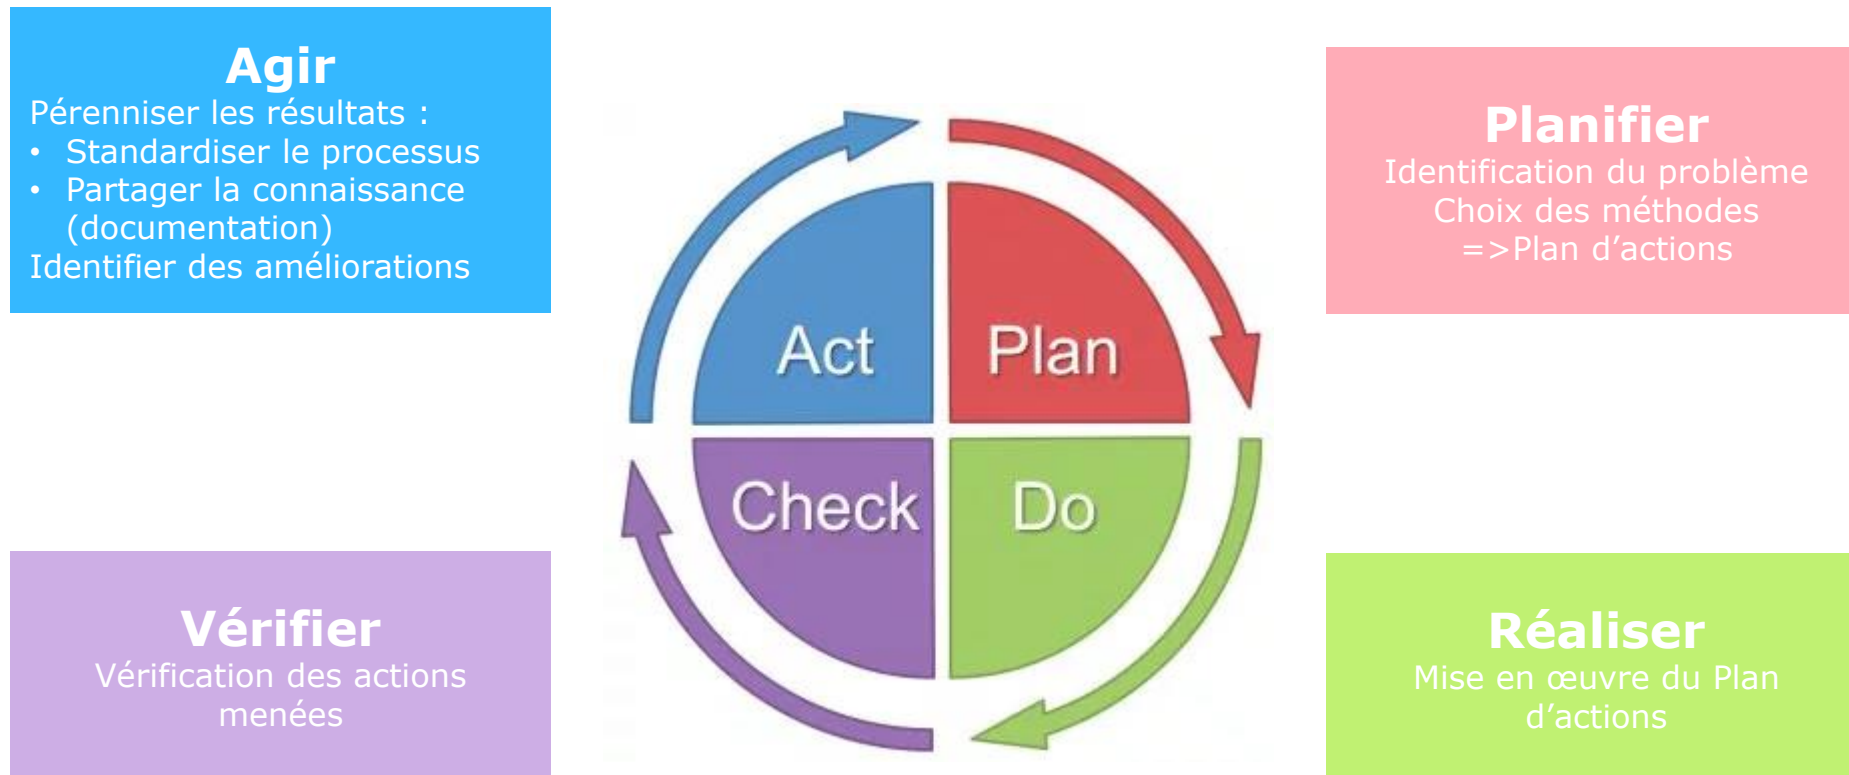 Agir
Pérenniser les résultats :
• Standardiser le processus
• Partager la connaissance
(documentation)
Identifier des améliorations
Planifier
Identification du problème
Choix des méthodes
=>Plan d’actions
Act
Plan
Check
Do
Vérifier
Vérification des actions
menées
Réaliser
Mise en œuvre du Plan
d’actions